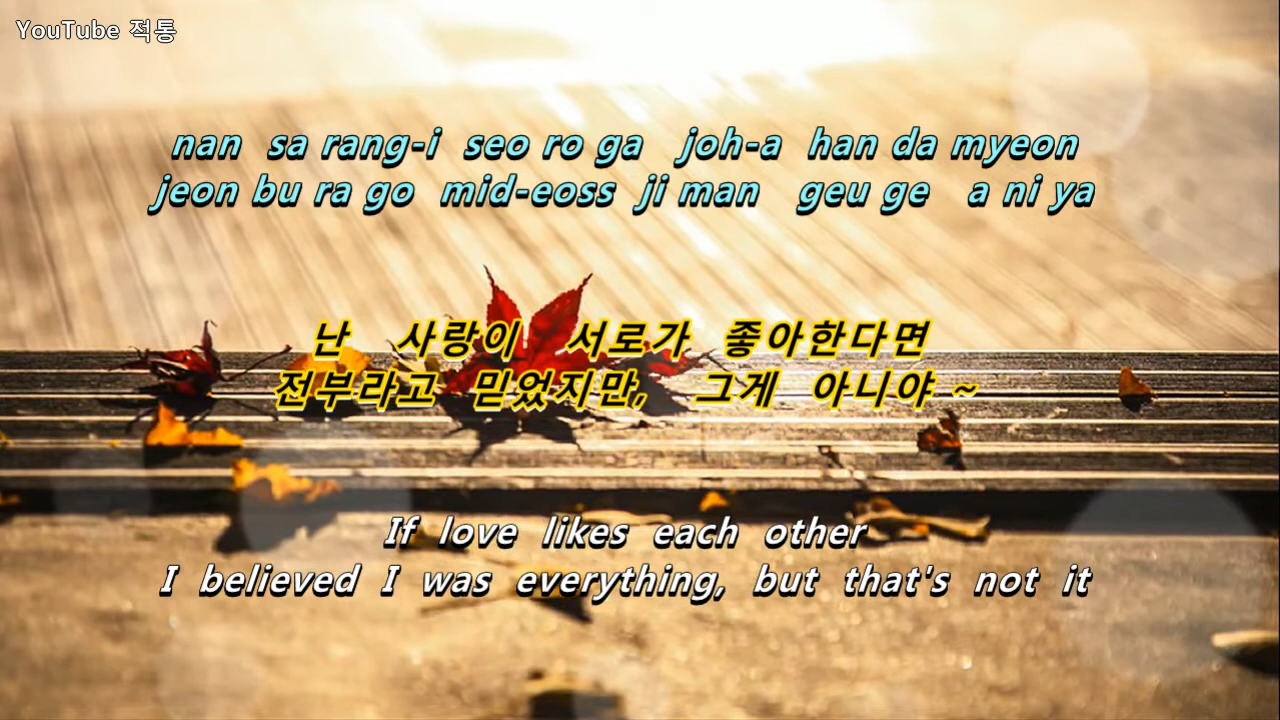 YouTube 적통
nan sa rang-i seo ro ga joh-a han da myeon
jeon bu ra go mid-eoss ji man geu ge a ni ya
난 사랑이 서로가 좋아한다면
전부라고 믿었지만, 그게 아니야 ~
If love likes each other
I believed I was everything, but that's not it